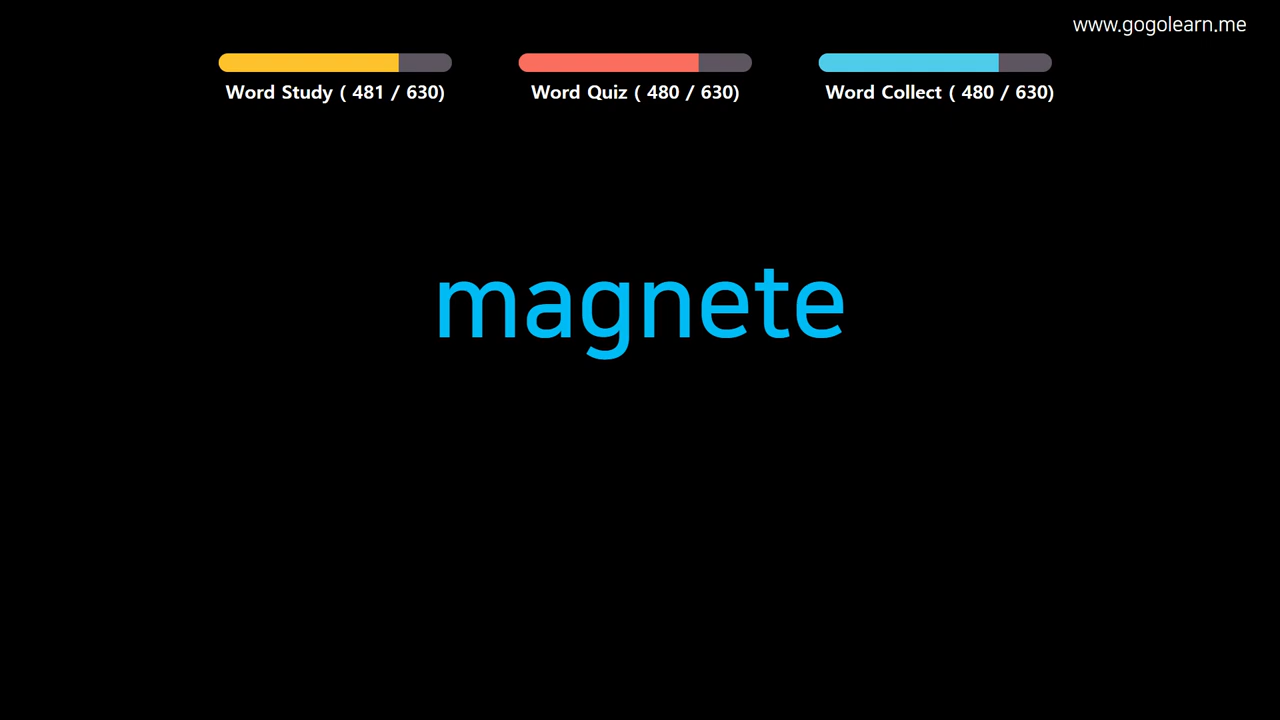 www.gogolearn.me
Word Study ( 481 / 630)
Word Quiz ( 480 / 630)
Word Collect ( 480 / 630)
magnete